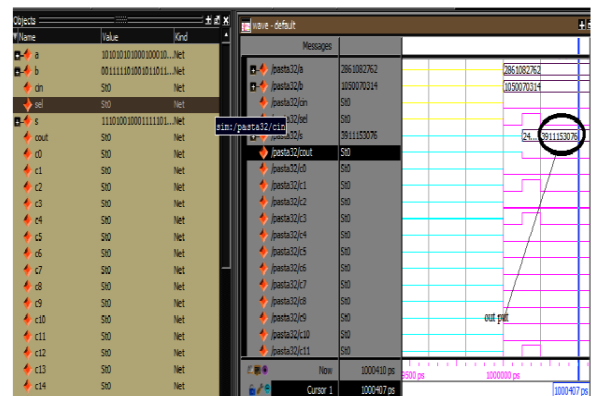 Objects
Name Value Kind
a 101010101000100010... Net
b 001111101001011011... Net
cin St0 Net
sel St0 Net
s 111010010001111101... Net
cout St0 Net
c0 St0 Net
c1 St0 Net
c2 St0 Net
c3 St0 Net
c4 St0 Net
c5 St0 Net
c6 St0 Net
c7 St0 Net
c8 St0 Net
c9 St0 Net
c10 St0 Net
c11 St0 Net
c12 St0 Net
c13 St0 Net
c14 St0 Net
sim:/pasta32/cin
wave - default
Messages
/pasta32/a 2861082762 2861082762
/pasta32/b 1050070314 1050070314
/pasta32/cin St0
/pasta32/sel St0
/pasta32/s 3911153076 24... 3911153076
/pasta32/cout St0
/pasta32/c0 St0
/pasta32/c1 St0
/pasta32/c2 St0
/pasta32/c3 St0
/pasta32/c4 St0
/pasta32/c5 St0
/pasta32/c6 St0
/pasta32/c7 St0
/pasta32/c8 St0
/pasta32/c9 St0
/pasta32/c10 St0
/pasta32/c11 St0
out put
Now 1000410 ps 9500 ps 1000000 ps
Cursor 1 1000407 ps 1000407 ps